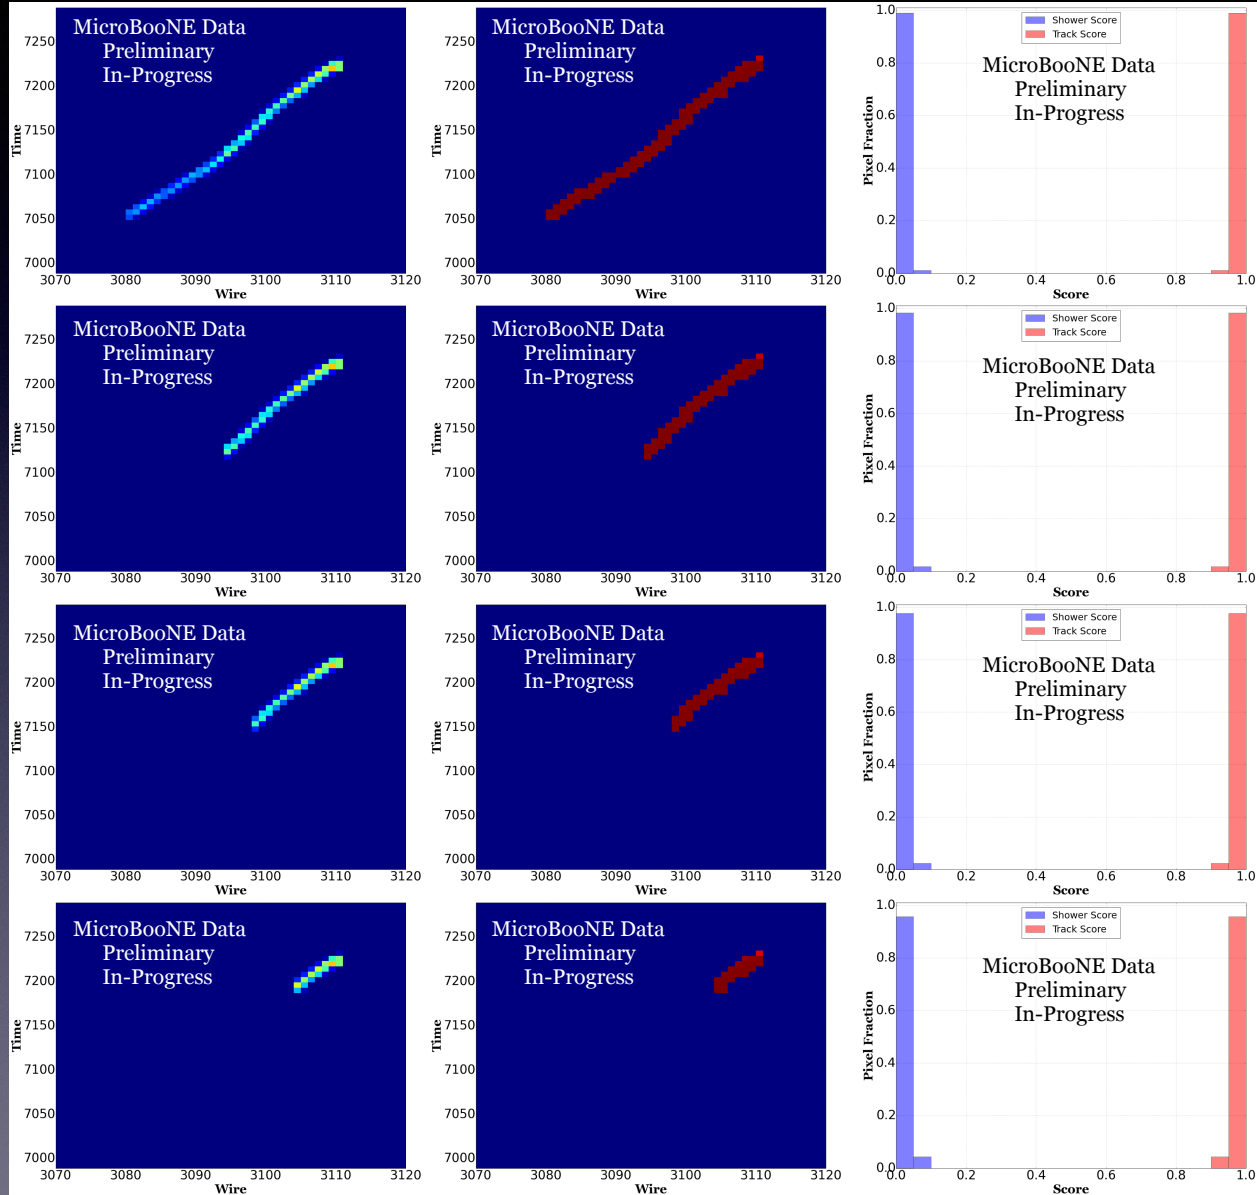 MicroBooNE Data
Preliminary
In-Progress
7250
7200
7150
7100
7050
7000
Time
3070 3080 3090 3100 3110 3120
Wire
MicroBooNE Data
Preliminary
In-Progress
7250
7200
7150
7100
7050
7000
Time
3070 3080 3090 3100 3110 3120
Wire
Shower Score
Track Score
MicroBooNE Data
Preliminary
In-Progress
1.0
0.8
0.6
0.4
0.2
0.0
Pixel Fraction
0.0 0.2 0.4 0.6 0.8 1.0
Score
MicroBooNE Data
Preliminary
In-Progress
7250
7200
7150
7100
7050
7000
Time
3070 3080 3090 3100 3110 3120
Wire
MicroBooNE Data
Preliminary
In-Progress
7250
7200
7150
7100
7050
7000
Time
3070 3080 3090 3100 3110 3120
Wire
Shower Score
Track Score
MicroBooNE Data
Preliminary
In-Progress
1.0
0.8
0.6
0.4
0.2
0.0
Pixel Fraction
0.0 0.2 0.4 0.6 0.8 1.0
Score
MicroBooNE Data
Preliminary
In-Progress
7250
7200
7150
7100
7050
7000
Time
3070 3080 3090 3100 3110 3120
Wire
MicroBooNE Data
Preliminary
In-Progress
7250
7200
7150
7100
7050
7000
Time
3070 3080 3090 3100 3110 3120
Wire
Shower Score
Track Score
MicroBooNE Data
Preliminary
In-Progress
1.0
0.8
0.6
0.4
0.2
0.0
Pixel Fraction
0.0 0.2 0.4 0.6 0.8 1.0
Score
MicroBooNE Data
Preliminary
In-Progress
7250
7200
7150
7100
7050
7000
Time
3070 3080 3090 3100 3110 3120
Wire
MicroBooNE Data
Preliminary
In-Progress
7250
7200
7150
7100
7050
7000
Time
3070 3080 3090 3100 3110 3120
Wire
Shower Score
Track Score
MicroBooNE Data
Preliminary
In-Progress
1.0
0.8
0.6
0.4
0.2
0.0
Pixel Fraction
0.0 0.2 0.4 0.6 0.8 1.0
Score